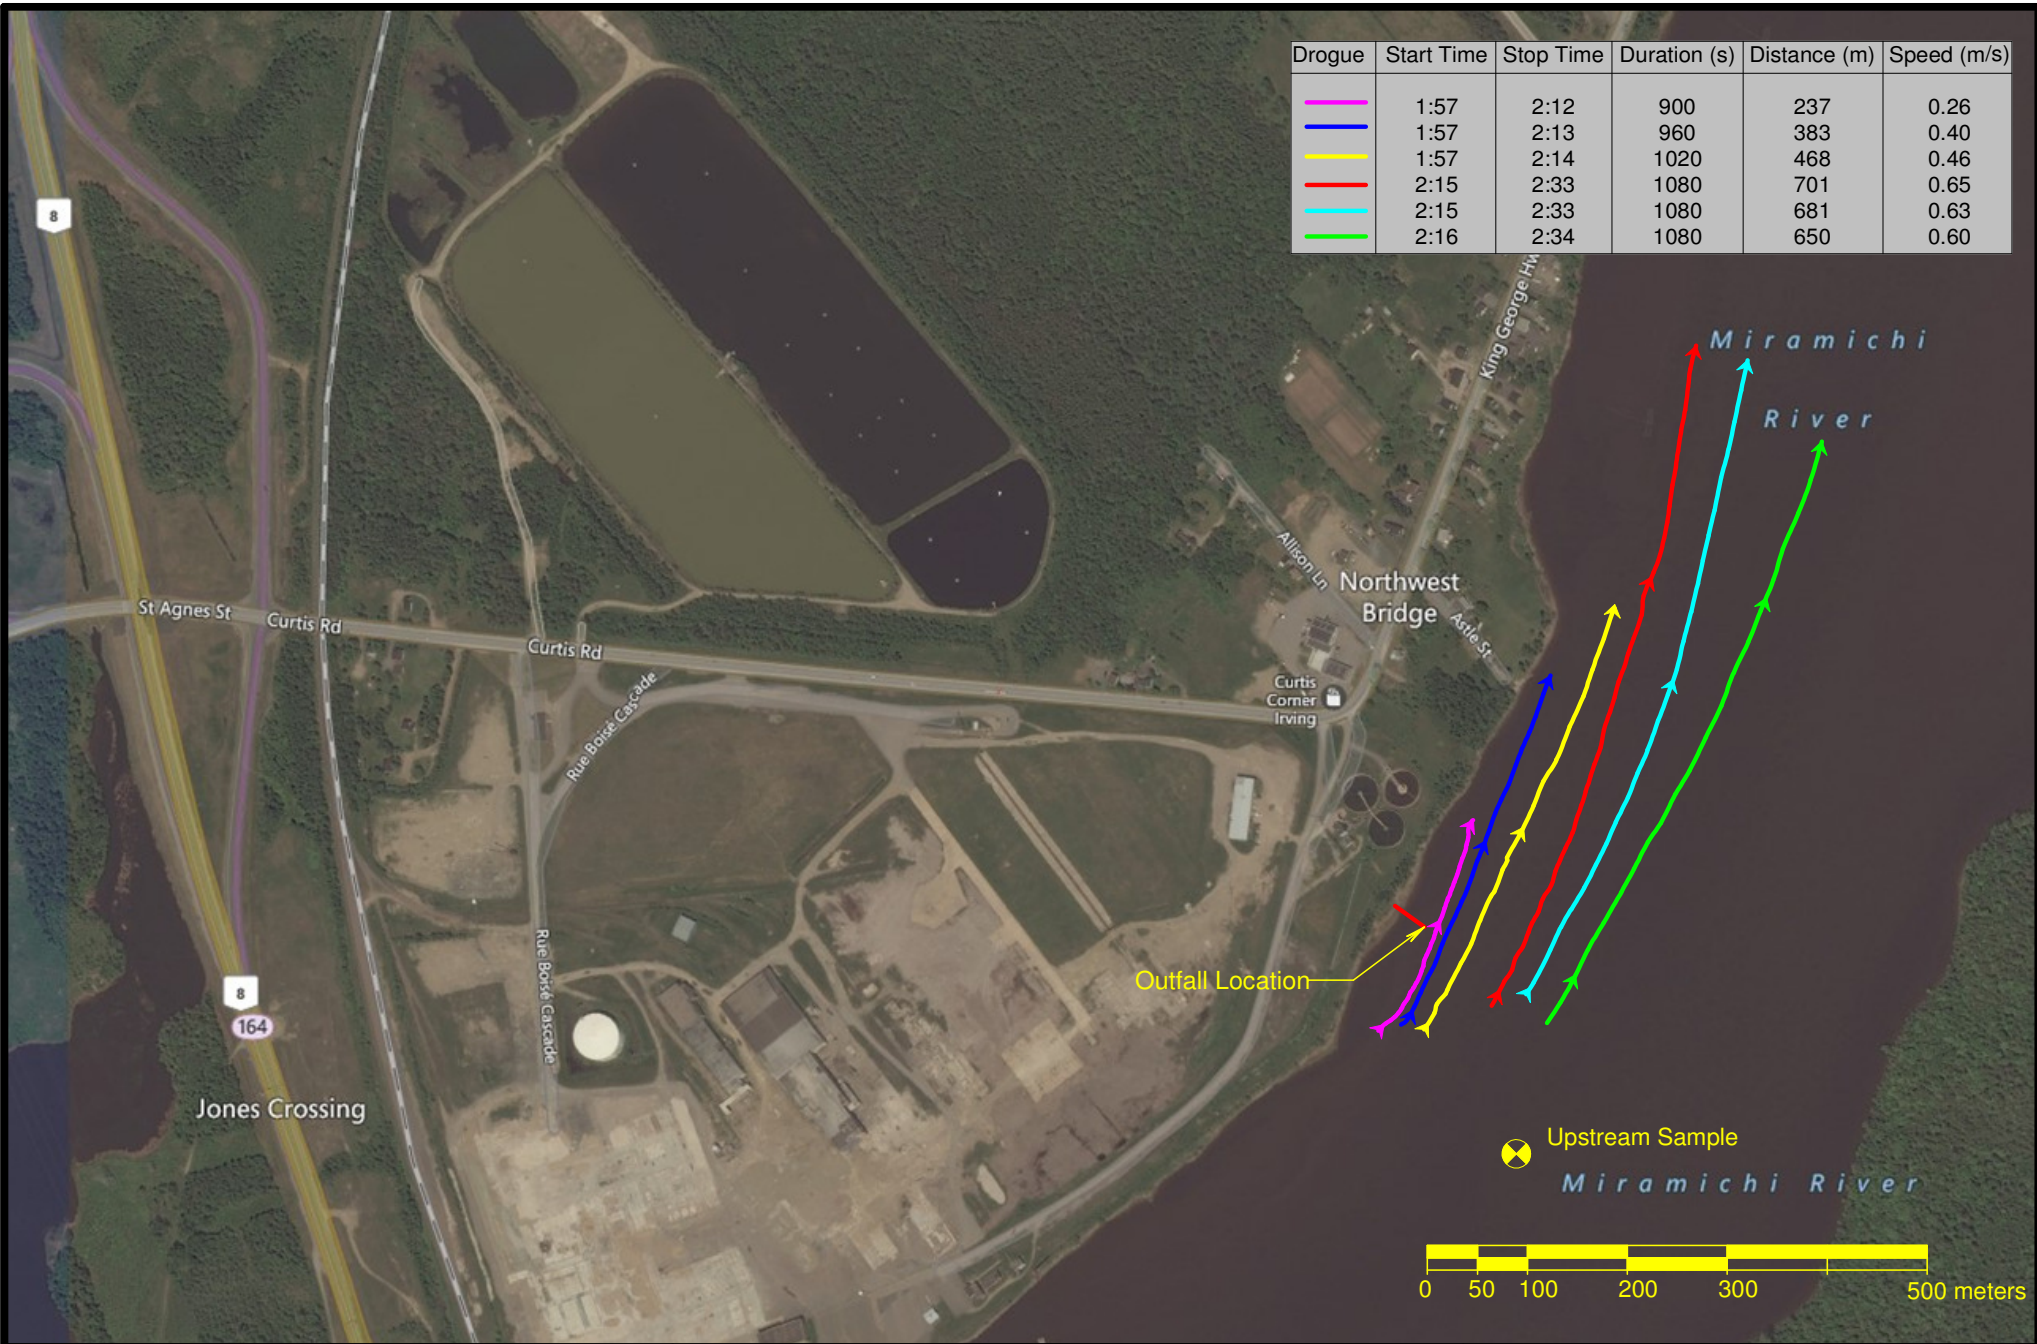 Drogue Start Time Stop Time Duration (s) Distance (m) Speed (m/s)
1:57 2:12 900 237 0.26
1:57 2:13 960 383 0.40
1:57 2:14 1020 468 0.46
2:15 2:33 1080 701 0.65
2:15 2:33 1080 681 0.63
2:16 2:34 1080 650 0.60
8
King George Hw
Miramichi
River
Allison Ln
Northwest
Bridge
Astle St
St Agnes St
Curtis Rd
Curtis Rd
Rue Boisé Cascade
Curtis
Corner
Irving
Rue Boisé Cascade
Outfall Location
8
164
Jones Crossing
Upstream Sample
Miramichi River
0 50 100 200 300 500 meters